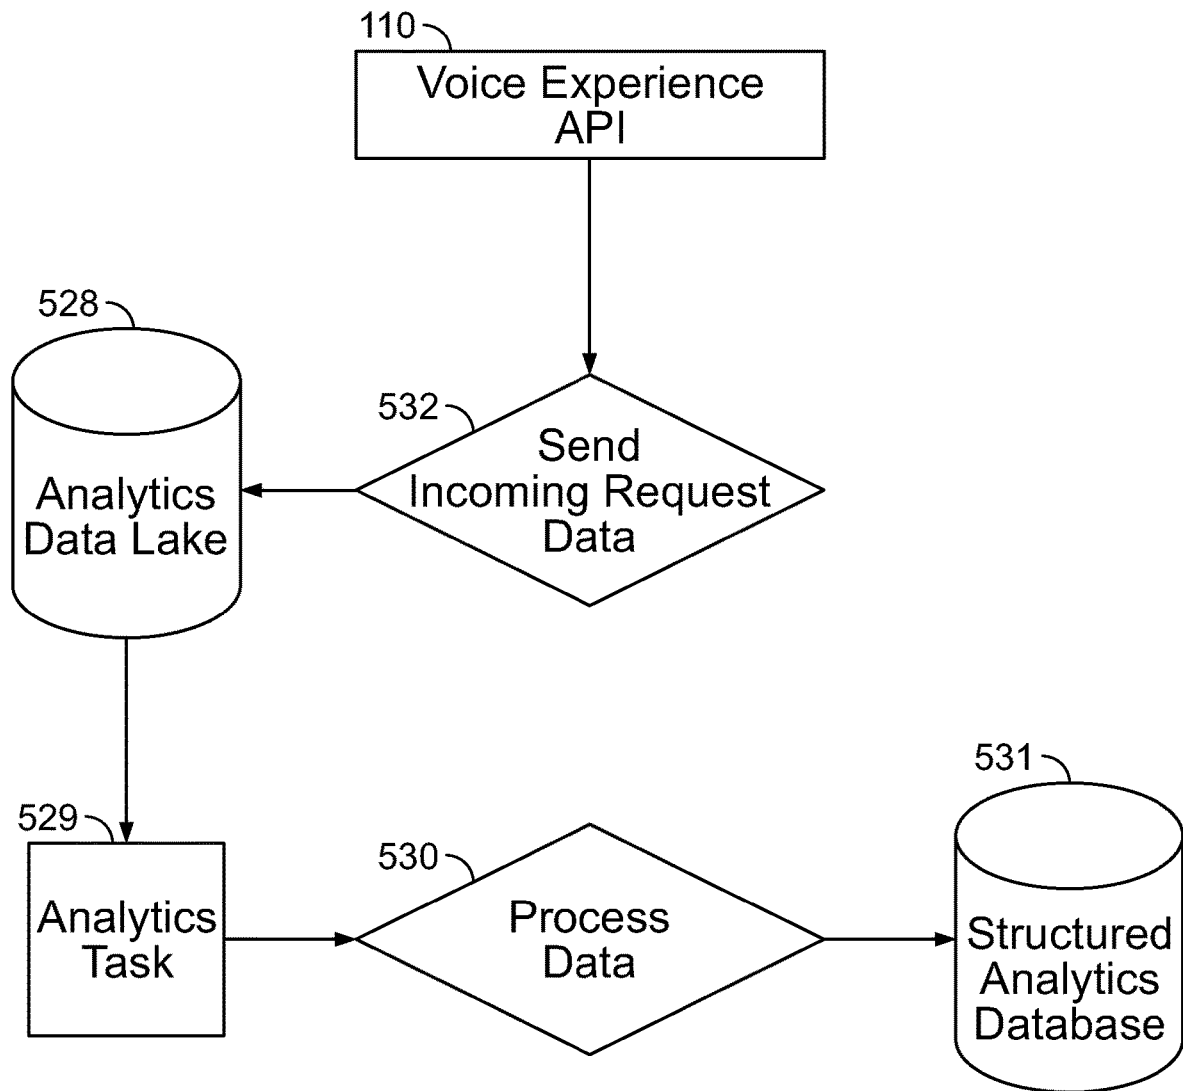 110
Voice Experience
API
528
532
Send
Incoming Request
Data
Analytics
Data Lake
531
529
530
Analytics
Task
Process
Data
Structured
Analytics
Database